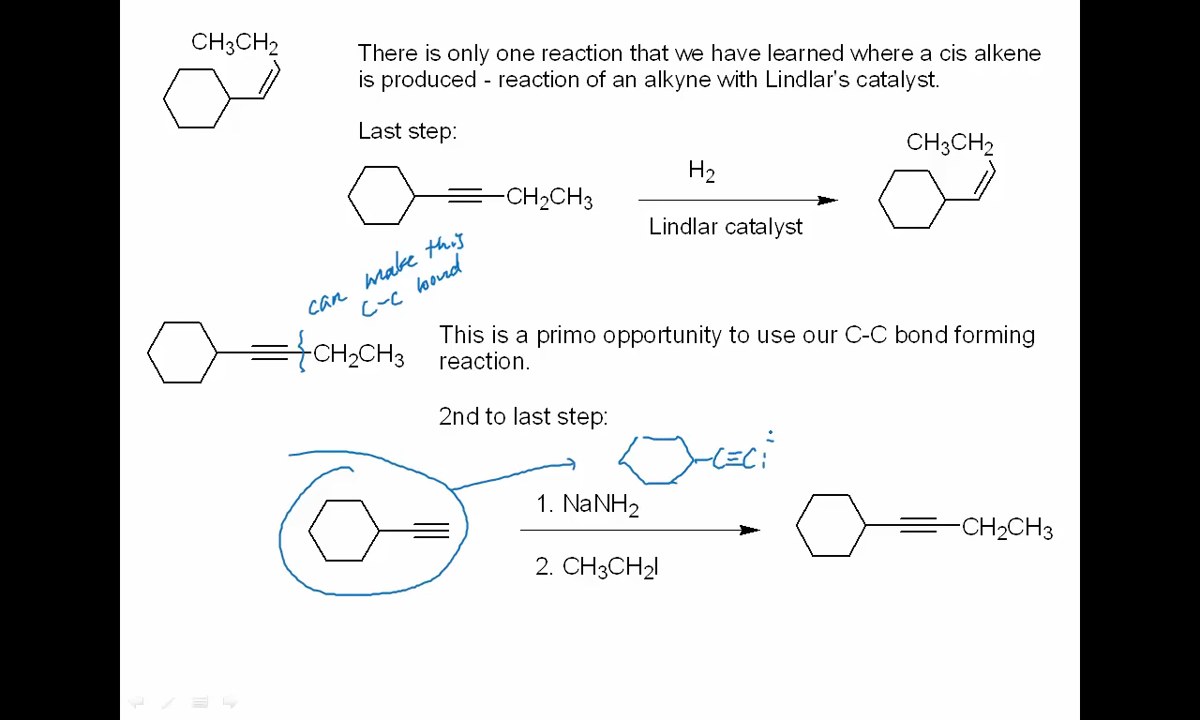 CH3CH2
There is only one reaction that we have learned where a cis alkene
is produced - reaction of an alkyne with Lindlar's catalyst.
Last step:
CH2CH3
H2
Lindlar catalyst
CH3CH2
can make this
C-C bond
CH2CH3
This is a primo opportunity to use our C-C bond forming
reaction.
2nd to last step:
C≡C:
1. NaNH2
2. CH3CH2I
CH2CH3